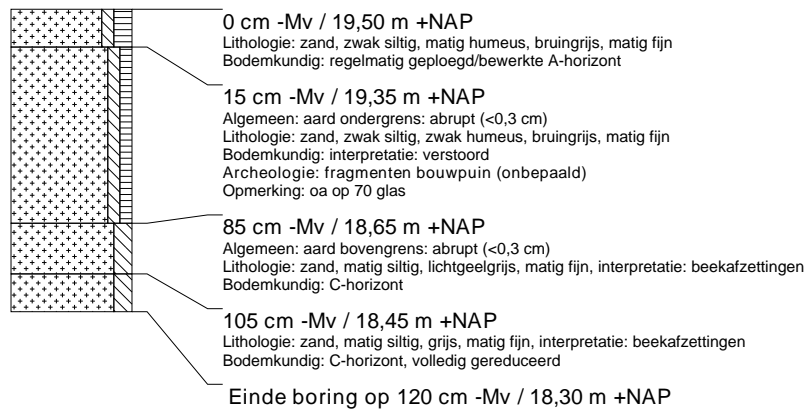 0 cm -Mv / 19,50 m +NAP
Lithologie: zand, zwak siltig, matig humeus, bruingrijs, matig fijn
Bodemkundig: regelmatig geploegd/bewerkte A-horizont
15 cm -Mv / 19,35 m +NAP
Algemeen: aard ondergrens: abrupt (<0,3 cm)
Lithologie: zand, zwak siltig, zwak humeus, bruingrijs, matig fijn
Bodemkundig: interpretatie: verstoord
Archeologie: fragmenten bouwpuin (onbepaald)
Opmerking: oa op 70 glas
85 cm -Mv / 18,65 m +NAP
Algemeen: aard bovengrens: abrupt (<0,3 cm)
Lithologie: zand, matig siltig, lichtgeelgrijs, matig fijn, interpretatie: beekafzettingen
Bodemkundig: C-horizont
105 cm -Mv / 18,45 m +NAP
Lithologie: zand, matig siltig, grijs, matig fijn, interpretatie: beekafzettingen
Bodemkundig: C-horizont, volledig gereduceerd
Einde boring op 120 cm -Mv / 18,30 m +NAP